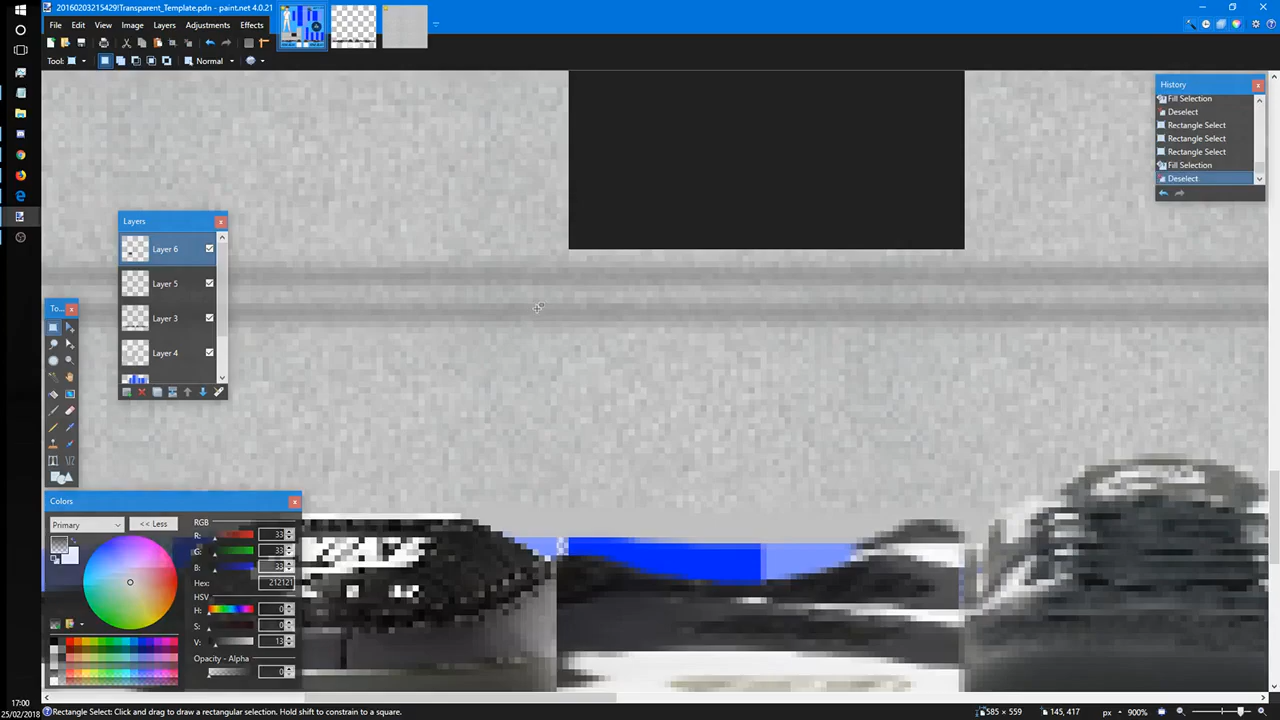 20160203215429!Transparent_Template.pdn - paint.net 4.0.21
File Edit View Image Layers Adjustments Effects
Tool: Normal
History
Fill Selection
Deselect
Rectangle Select
Rectangle Select
Rectangle Select
Fill Selection
Deselect
Layers
Layer 6
Layer 5
Layer 3
Layer 4
To...
Colors
Primary
<< Less
RGB
R: 33
G: 33
B: 33
Hex: 212121
HSV
H: 0
S: 0
V: 13
Opacity - Alpha
0
17:00
25/02/2018
Rectangle Select: Click and drag to draw a rectangular selection. Hold shift to constrain to a square.
585 × 559
145, 417
px
900%